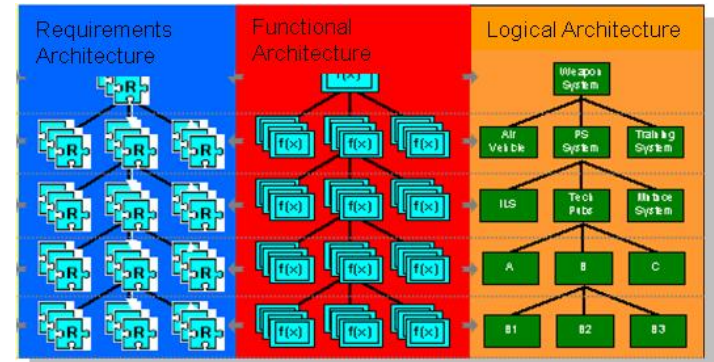 Requirements
Architecture
Functional
Architecture
Logical Architecture
R
f(x)
Weapon
System
R R R
f(x) f(x) f(x)
Air
Vehicle
PS
System
Training
System
R R R
f(x) f(x) f(x)
ILS
Tech
Pubs
System
R R R
f(x) f(x) f(x)
A
B
C
R R R
f(x) f(x) f(x)
B1
B2
B3